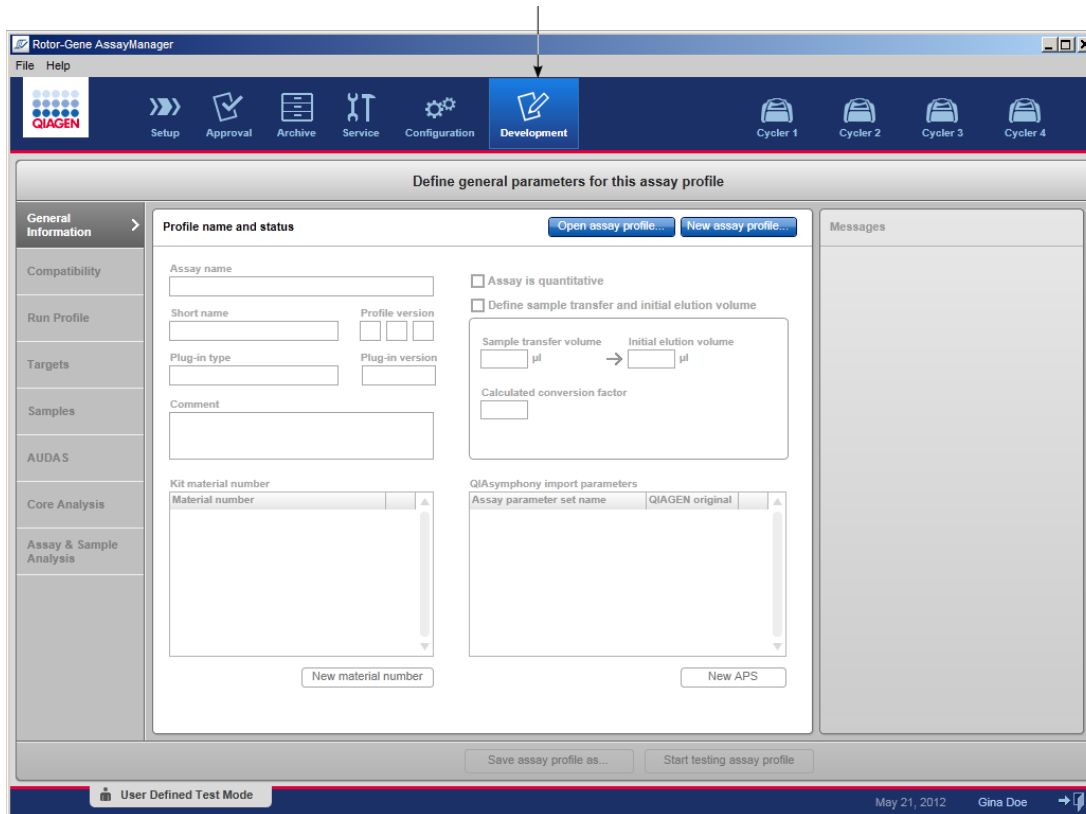 Rotor-Gene AssayManager
File Help
QIAGEN
Setup Approval Archive Service Configuration Development Cycler 1 Cycler 2 Cycler 3 Cycler 4
Define general parameters for this assay profile
General
Information
Compatibility
Run Profile
Targets
Samples
AUDAS
Core Analysis
Assay & Sample
Analysis
Profile name and status Open assay profile... New assay profile...
Assay name
Short name Profile version
Plug-in type Plug-in version
Comment
Assay is quantitative
Define sample transfer and initial elution volume
Sample transfer volume Initial elution volume
µl µl
Calculated conversion factor
Kit material number
Material number
New material number
QIAsymphony import parameters
Assay parameter set name QIAGEN original
New APS
Messages
Save assay profile as... Start testing assay profile
User Defined Test Mode
May 21, 2012 Gina Doe